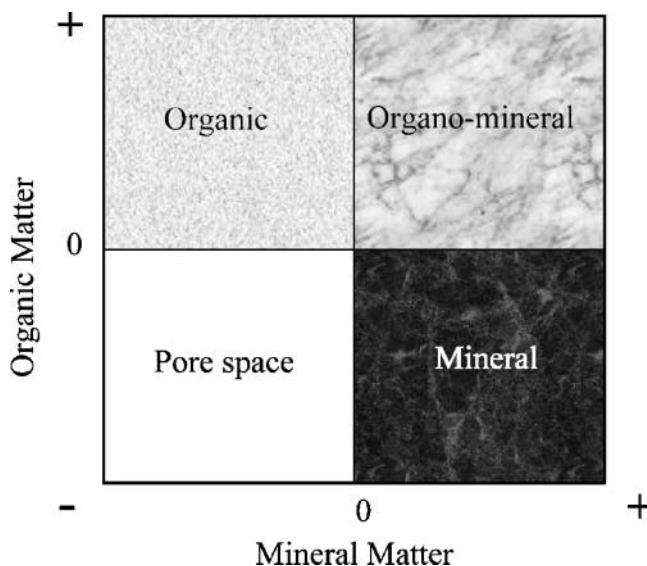 +
Organic
Organo-mineral
0
Organic Matter
Pore space
Mineral
-
0
+
Mineral Matter